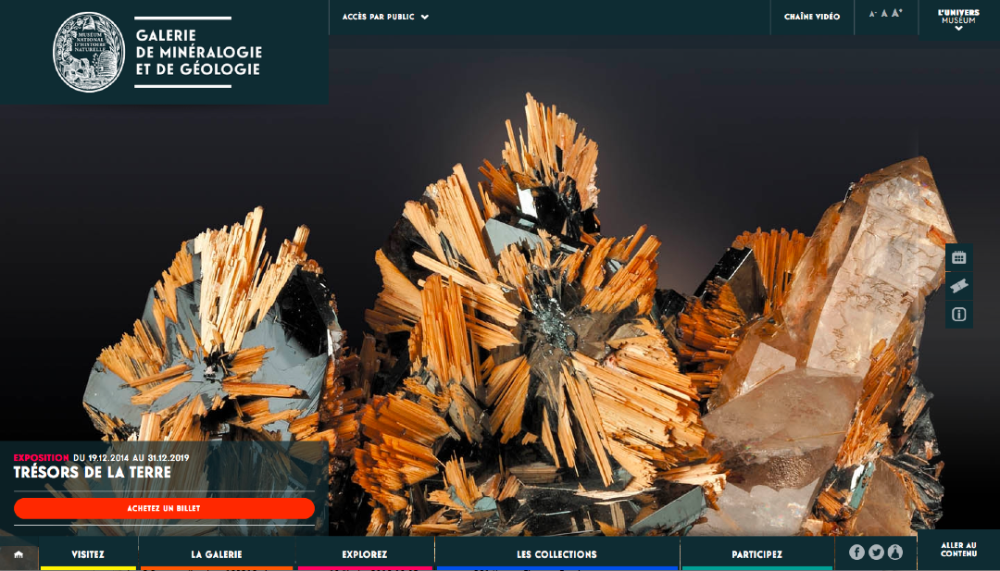 MUSÉUM
NATIONAL
D'HISTOIRE
NATURELLE
GALERIE
DE MINÉRALOGIE
ET DE GÉOLOGIE
ACCÈS PAR PUBLIC
CHAÎNE VIDÉO
A- A A+
L'UNIVERS
MUSÉUM
EXPOSITION DU 19.12.2014 AU 31.12.2019
TRÉSORS DE LA TERRE
ACHETEZ UN BILLET
VISITEZ
LA GALERIE
EXPLOREZ
LES COLLECTIONS
PARTICIPEZ
ALLER AU
CONTENU